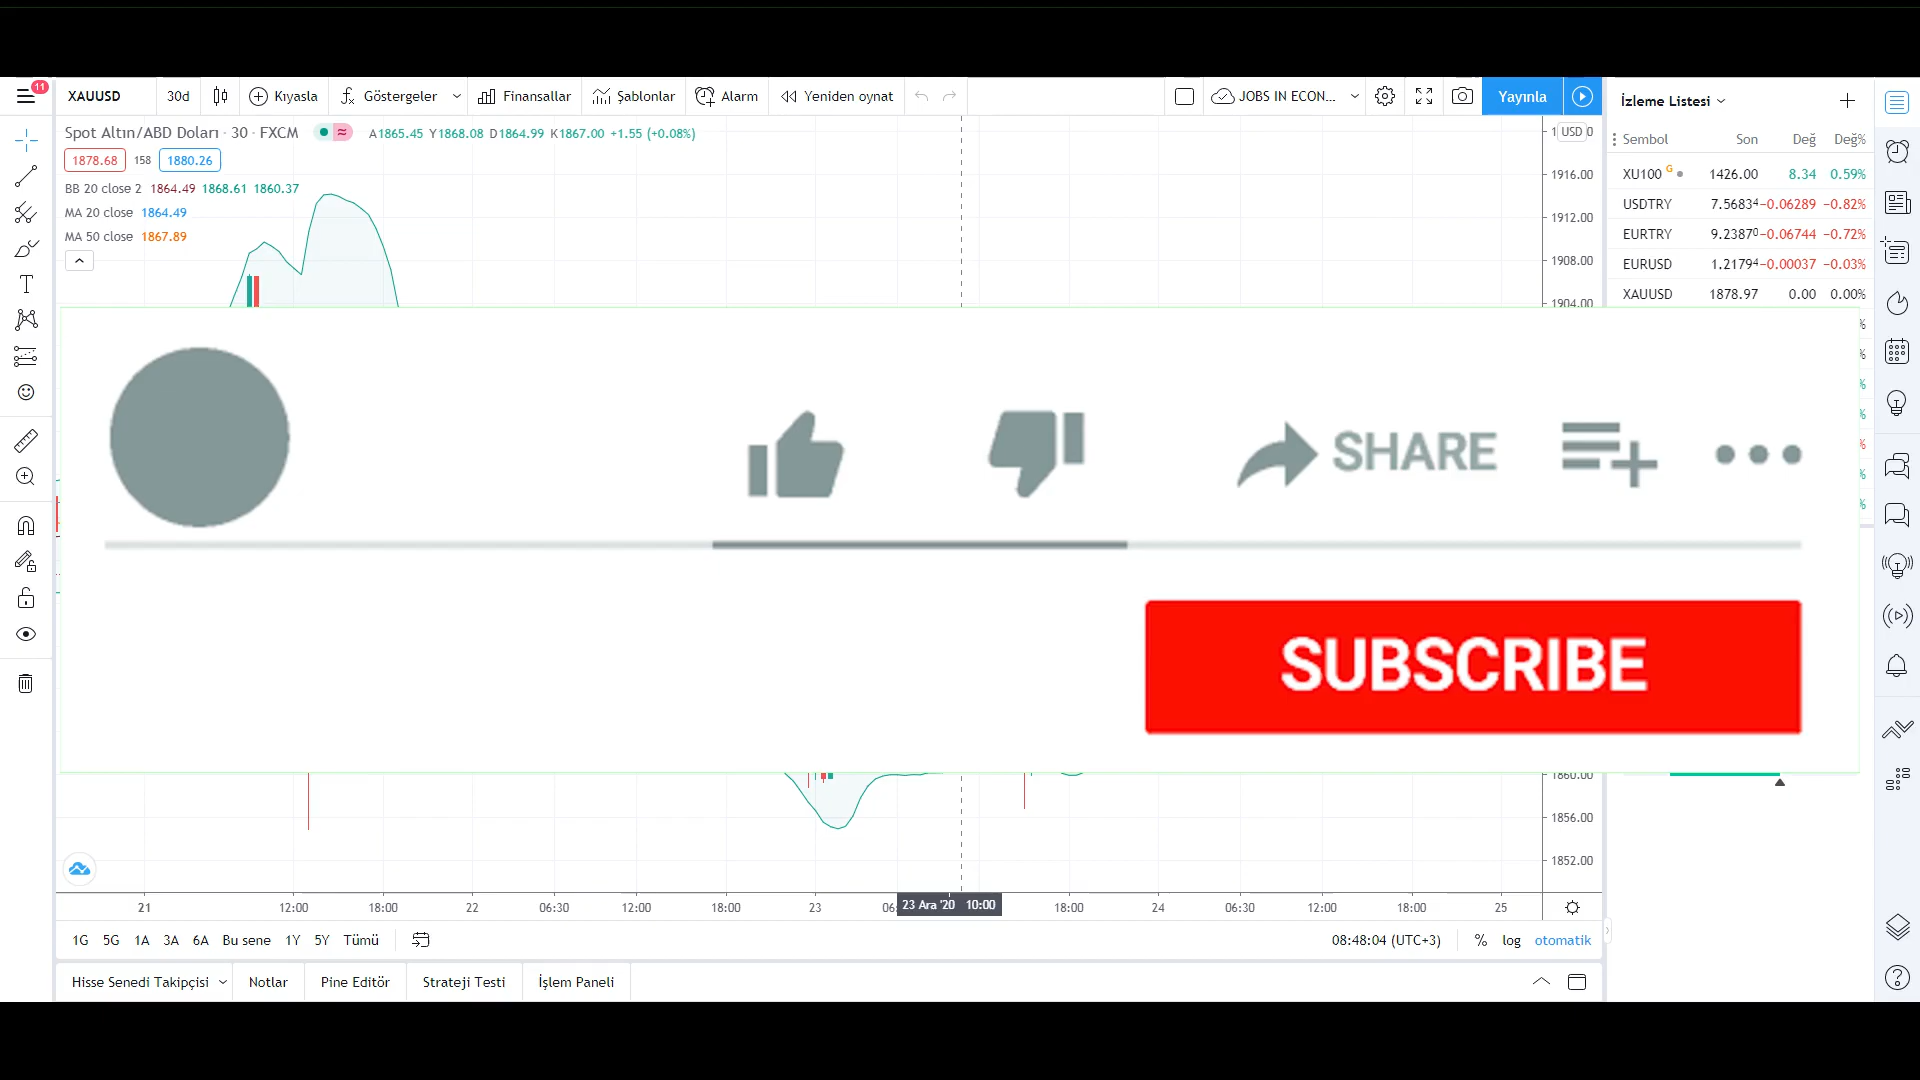 11
XAUUSD 30d Kıyasla Göstergeler Finansallar Şablonlar Alarm Yeniden oynat JOBS IN ECON... Yayınla
Spot Altın/ABD Doları · 30 · FXCM A1865.45 Y1868.08 D1864.99 K1867.00 +1.55 (+0.08%)
1878.68 158 1880.26
BB 20 close 2 1864.49 1868.61 1860.37
MA 20 close 1864.49
MA 50 close 1867.89
USD
1916.00
1912.00
1908.00
1904.00
İzleme Listesi
Sembol Son Değ Değ%
XU100 G 1426.00 8.34 0.59%
USDTRY 7.56834 −0.06289 −0.82%
EURTRY 9.23870 −0.06744 −0.72%
EURUSD 1.21794 −0.00037 −0.03%
XAUUSD 1878.97 0.00 0.00%
SHARE
SUBSCRIBE
1860.00
1856.00
1852.00
21 12:00 18:00 22 06:30 12:00 18:00 23 23 Ara '20 10:00 18:00 24 06:30 12:00 18:00 25
1G 5G 1A 3A 6A Bu sene 1Y 5Y Tümü 08:48:04 (UTC+3) % log otomatik
Hisse Senedi Takipçisi Notlar Pine Editör Strateji Testi İşlem Paneli